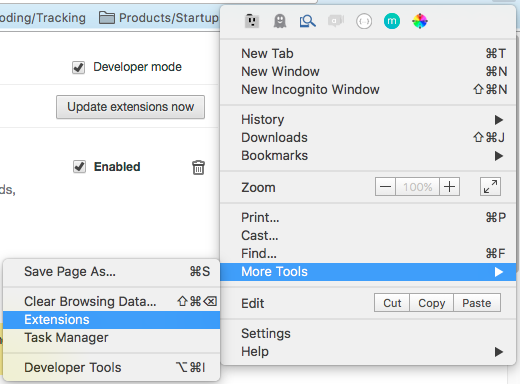 oding/Tracking Products/Startup
Developer mode
Update extensions now
Enabled
ds,
New Tab ⌘T
New Window ⌘N
New Incognito Window ⇧⌘N
History ▶
Downloads ⇧⌘J
Bookmarks ▶
Zoom — 100% +
Print... ⌘P
Cast...
Find... ⌘F
More Tools ▶
Edit Cut Copy Paste
Settings
Help ▶
Save Page As... ⌘S
Clear Browsing Data... ⇧⌘⌫
Extensions
Task Manager
Developer Tools ⌥⌘I